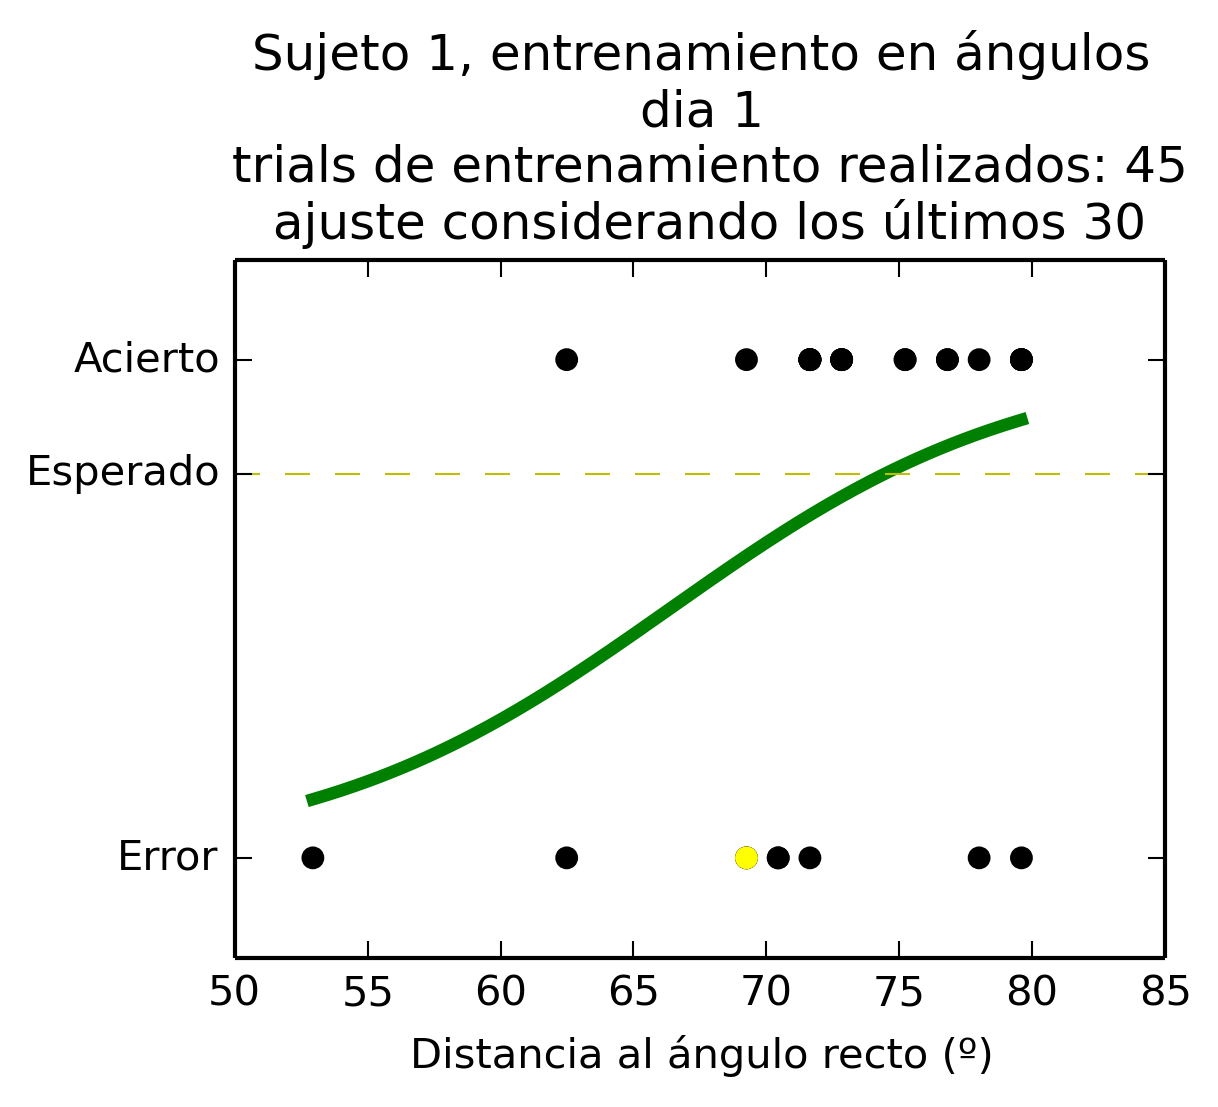 Sujeto 1, entrenamiento en ángulos
dia 1
trials de entrenamiento realizados: 45
ajuste considerando los últimos 30
Acierto
Esperado
Error
50 55 60 65 70 75 80 85
Distancia al ángulo recto (º)